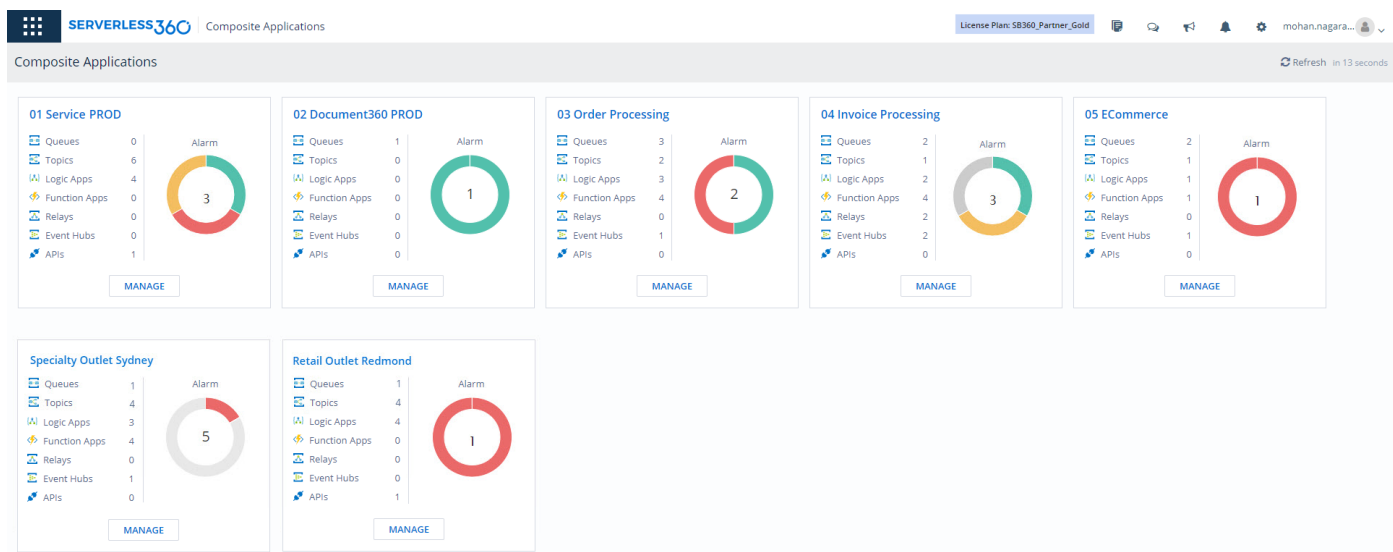 SERVERLESS360 Composite Applications License Plan: SB360_Partner_Gold mohan.nagara...
Composite Applications Refresh in 13 seconds
01 Service PROD
Queues 0 Alarm
Topics 6
Logic Apps 4
Function Apps 0 3
Relays 0
Event Hubs 0
APIs 1
MANAGE
02 Document360 PROD
Queues 1 Alarm
Topics 0
Logic Apps 0
Function Apps 0 1
Relays 0
Event Hubs 0
APIs 0
MANAGE
03 Order Processing
Queues 3 Alarm
Topics 2
Logic Apps 3
Function Apps 4 2
Relays 0
Event Hubs 1
APIs 0
MANAGE
04 Invoice Processing
Queues 2 Alarm
Topics 1
Logic Apps 2
Function Apps 4 3
Relays 2
Event Hubs 2
APIs 0
MANAGE
05 ECommerce
Queues 2 Alarm
Topics 1
Logic Apps 1
Function Apps 1 1
Relays 0
Event Hubs 1
APIs 0
MANAGE
Specialty Outlet Sydney
Queues 1 Alarm
Topics 4
Logic Apps 3
Function Apps 4 5
Relays 0
Event Hubs 1
APIs 0
MANAGE
Retail Outlet Redmond
Queues 1 Alarm
Topics 4
Logic Apps 4
Function Apps 0 1
Relays 0
Event Hubs 0
APIs 1
MANAGE